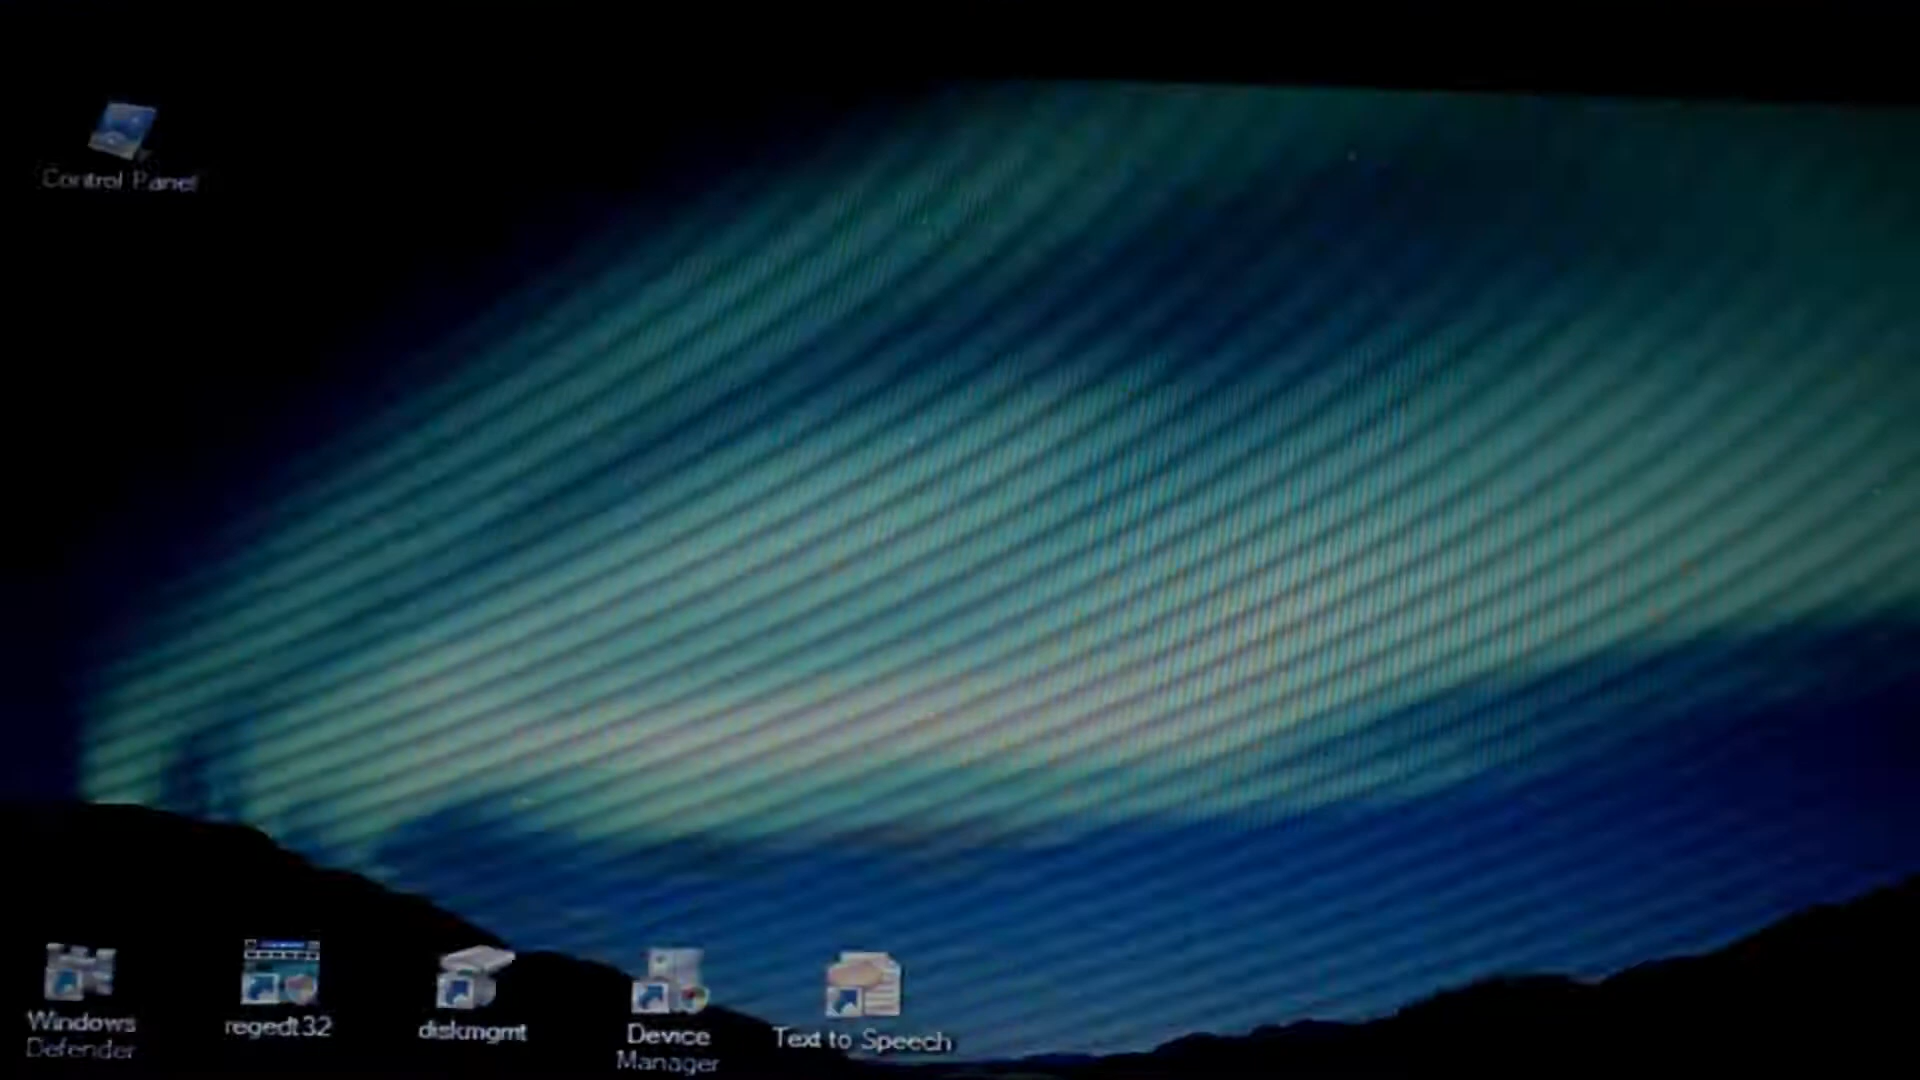 Control Panel
Windows
Defender
regedt32
diskmgmt
Device
Manager
Text to Speech